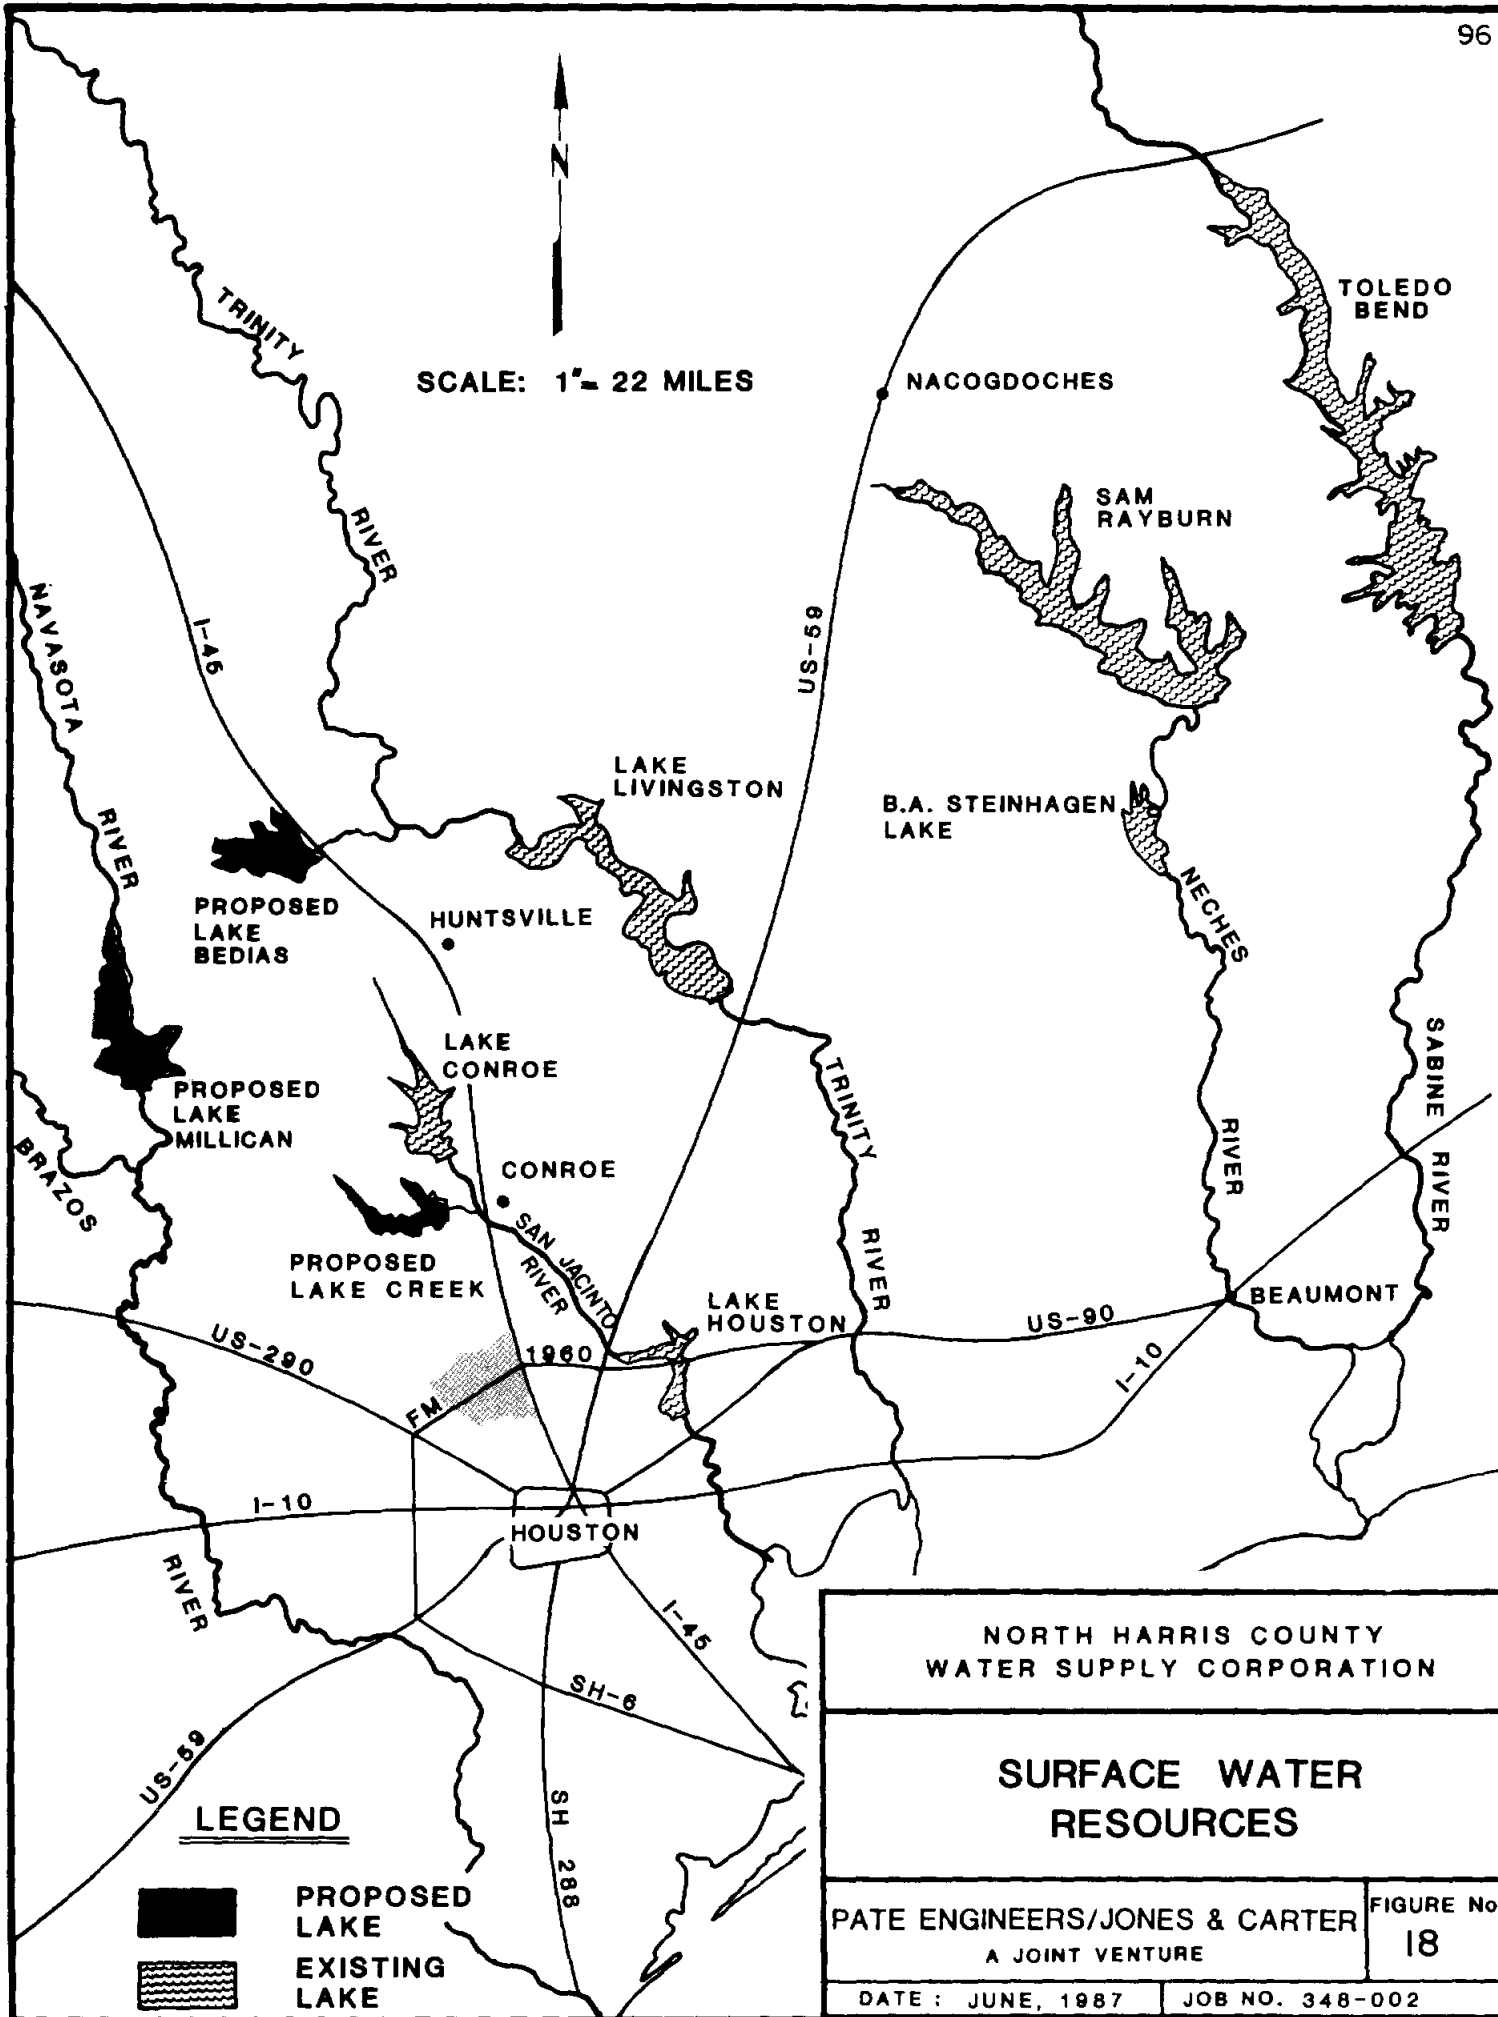 96
N
SCALE: 1"= 22 MILES
TRINITY
RIVER
TOLEDO
BEND
NACOGDOCHES
SAM
RAYBURN
US-59
I-45
NAVASOTA
RIVER
LAKE
LIVINGSTON
B.A. STEINHAGEN
LAKE
NECHES
RIVER
PROPOSED
LAKE
BEDIAS
HUNTSVILLE
LAKE
CONROE
PROPOSED
LAKE
MILLICAN
TRINITY
RIVER
SABINE
RIVER
BRAZOS
RIVER
CONROE
SAN JACINTO
RIVER
PROPOSED
LAKE CREEK
LAKE
HOUSTON
BEAUMONT
US-90
US-290
FM
1960
I-10
I-10
HOUSTON
I-45
SH-6
US-59
SH 288
LEGEND
PROPOSED
LAKE
EXISTING
LAKE
NORTH HARRIS COUNTY
WATER SUPPLY CORPORATION
SURFACE WATER
RESOURCES
PATE ENGINEERS/JONES & CARTER
A JOINT VENTURE
FIGURE No
18
DATE : JUNE, 1987
JOB NO. 348-002